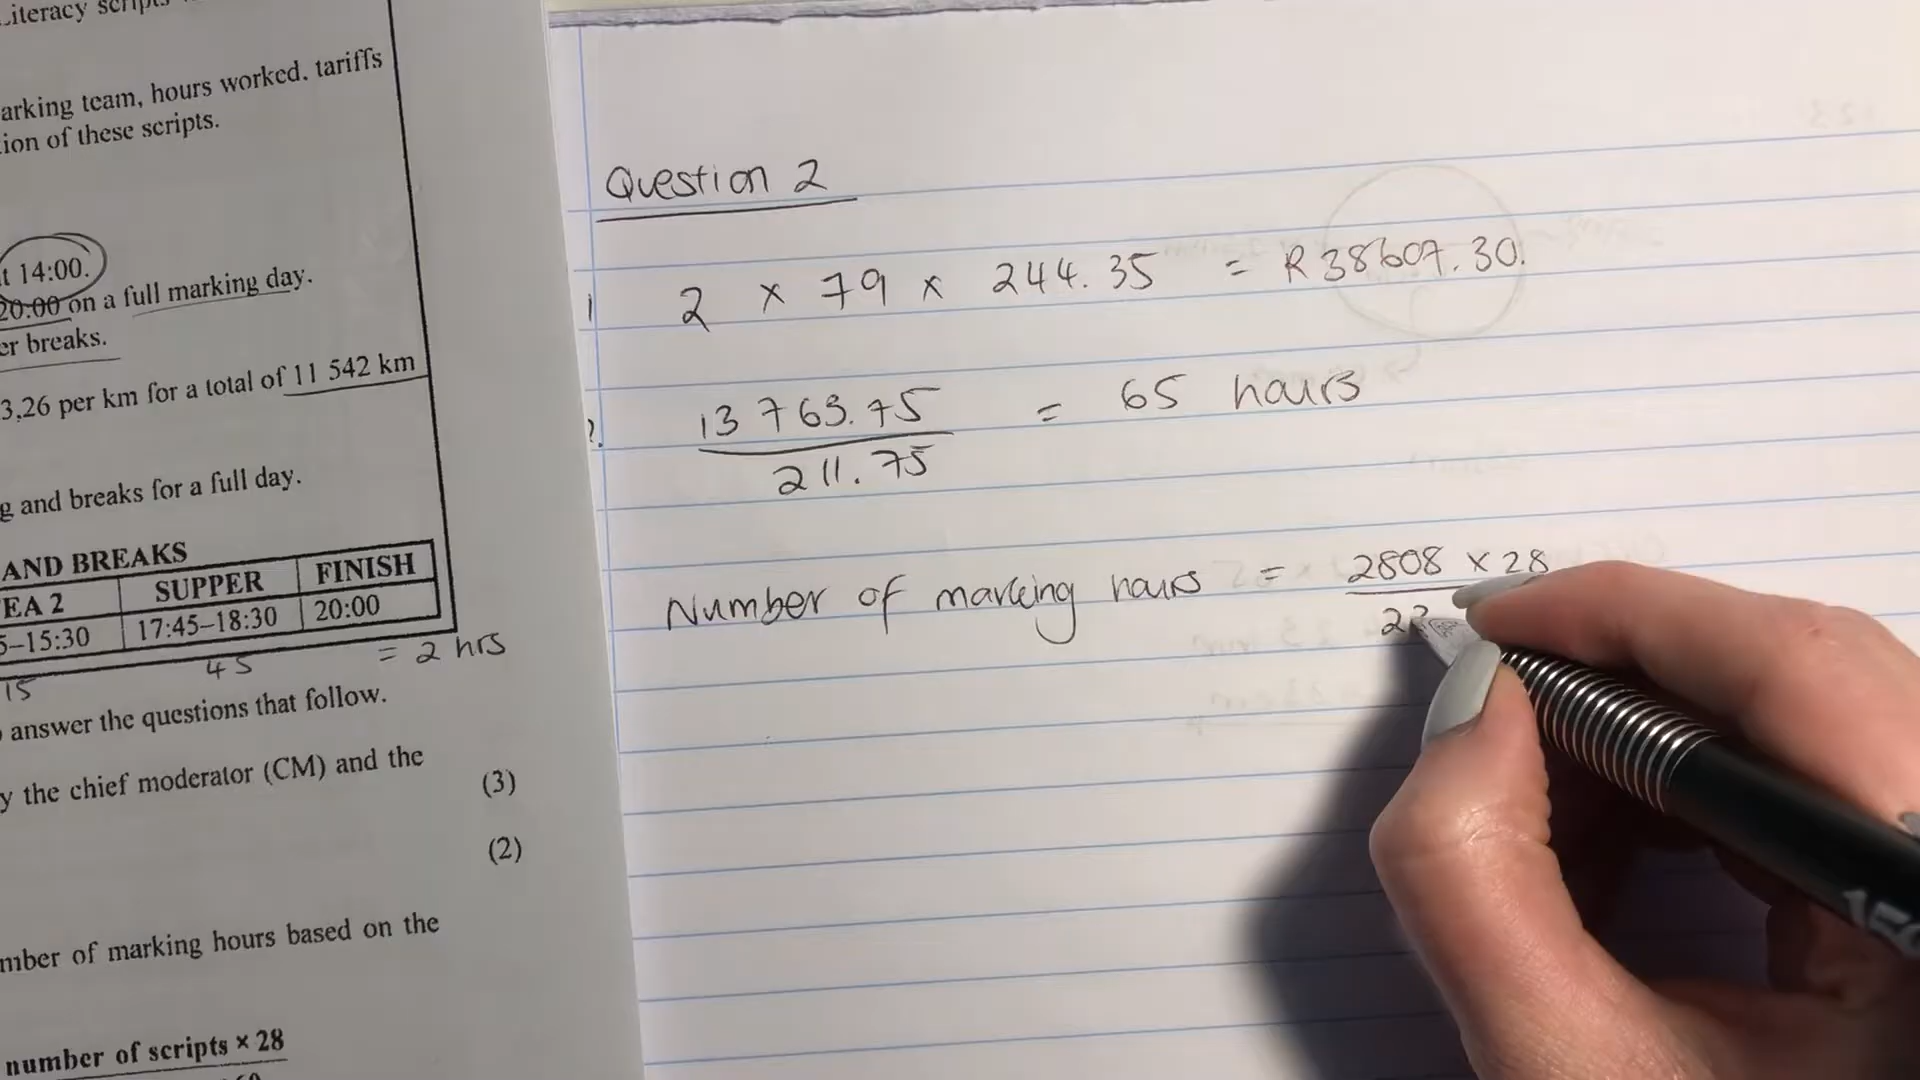 Literacy scripts
arking team, hours worked, tariffs
ion of these scripts.
t 14:00.
20:00 on a full marking day.
er breaks.
3,26 per km for a total of 11 542 km
g and breaks for a full day.
AND BREAKS
EA 2 SUPPER FINISH
5–15:30 17:45–18:30 20:00
15 45 = 2 hrs
answer the questions that follow.
y the chief moderator (CM) and the
(3)
(2)
mber of marking hours based on the
number of scripts × 28
Question 2
1 2 × 79 × 244.35 = R38607.30.
2. 13 763.75 = 65 hours
211.75
Number of marking hours = 2808 × 28